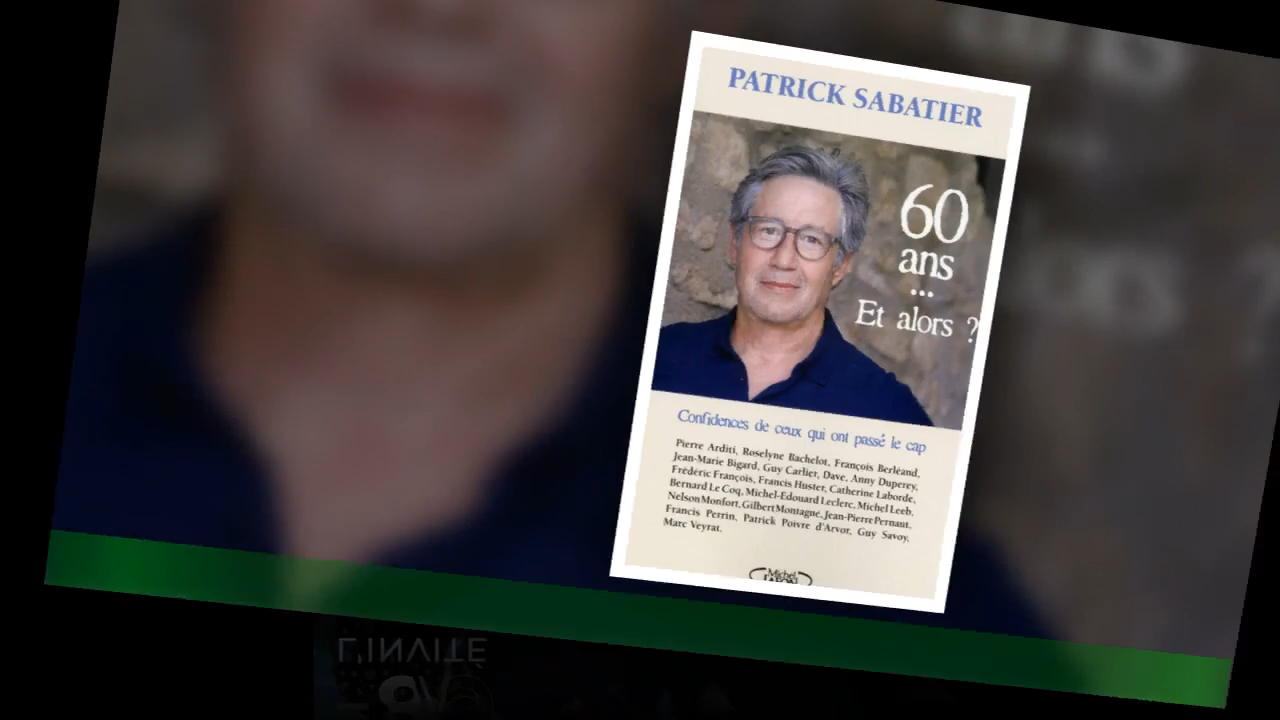 PATRICK SABATIER
60
ans
...
Et alors ?
Confidences de ceux qui ont passé le cap
Pierre Arditi, Roselyne Bachelot, François Berléand,
Jean-Marie Bigard, Guy Carlier, Dave, Anny Duperey,
Frédéric François, Francis Huster, Catherine Laborde,
Bernard Le Coq, Michel-Edouard Leclerc, Michel Leeb,
Nelson Monfort, Gilbert Montagné, Jean-Pierre Pernaut,
Francis Perrin, Patrick Poivre d'Arvor, Guy Savoy,
Marc Veyrat.
Michel
L'INVITÉ